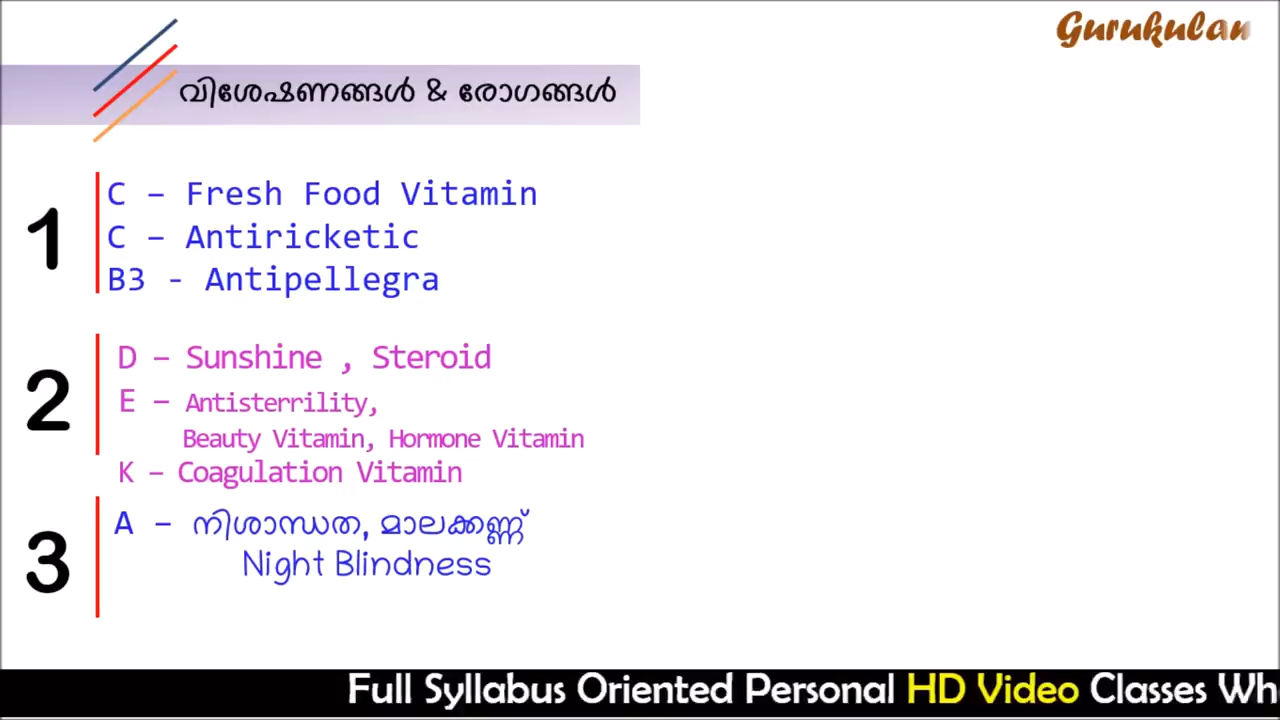 Gurukulam
വിശേഷണങ്ങൾ & രോഗങ്ങൾ
1
C – Fresh Food Vitamin
C – Antiricketic
B3 - Antipellegra
2
D – Sunshine , Steroid
E – Antisterrility,
Beauty Vitamin, Hormone Vitamin
K – Coagulation Vitamin
3
A – നിശാന്ധത, മാലക്കണ്ണ്
Night Blindness
Full Syllabus Oriented Personal HD Video Classes Wh